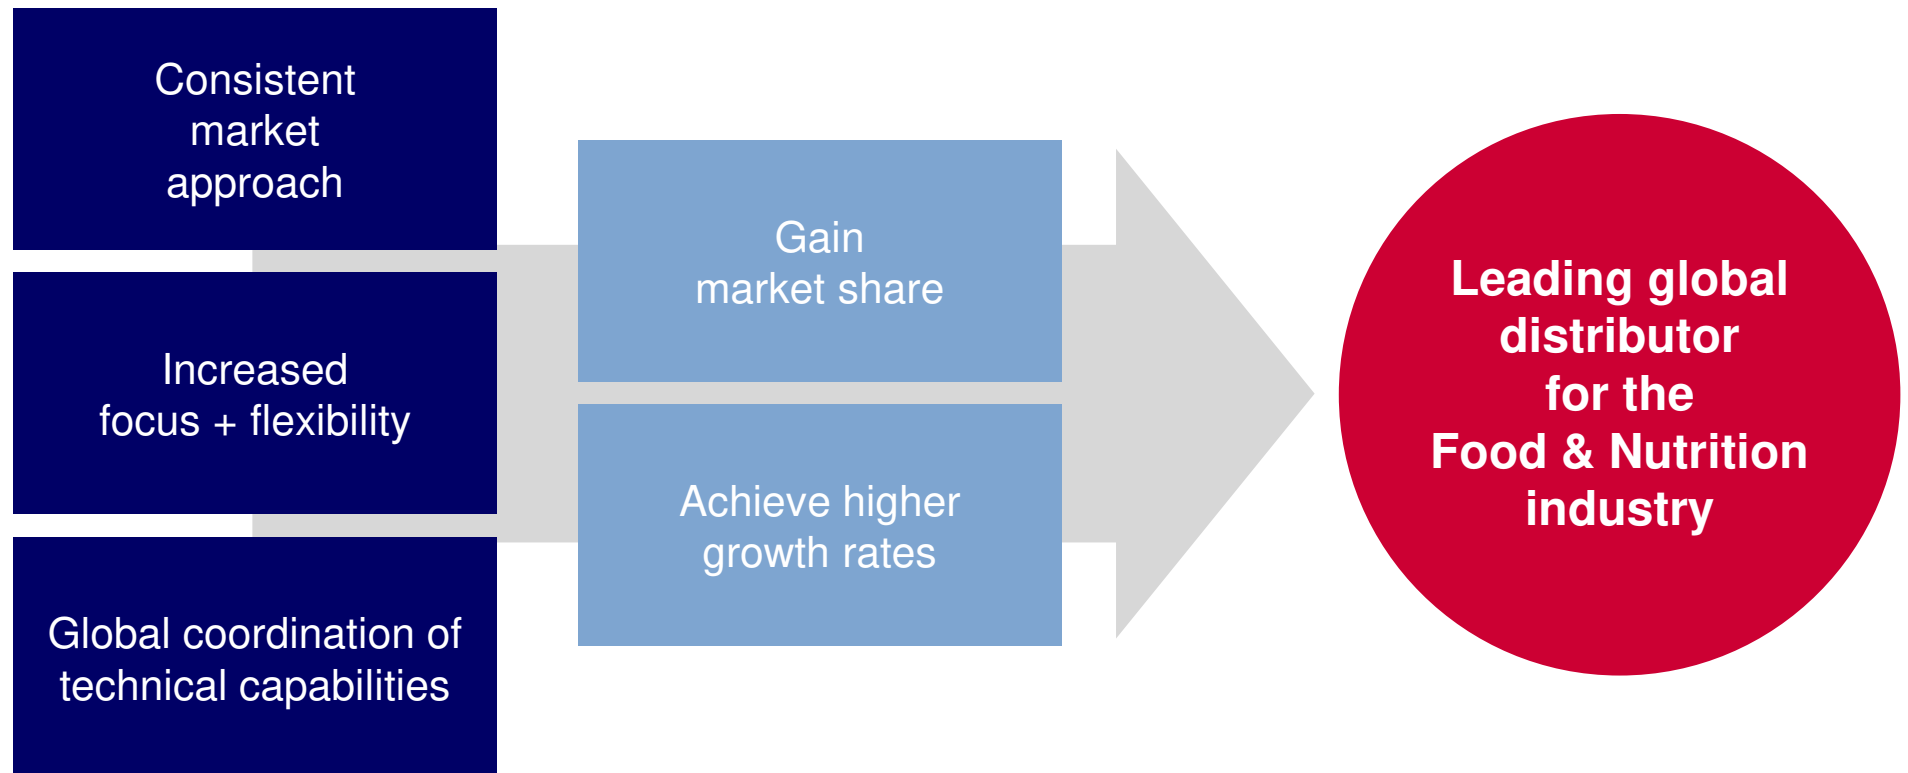 Consistent
market
approach
Increased
focus + flexibility
Global coordination of
technical capabilities
Gain
market share
Achieve higher
growth rates
Leading global
distributor
for the
Food & Nutrition
industry